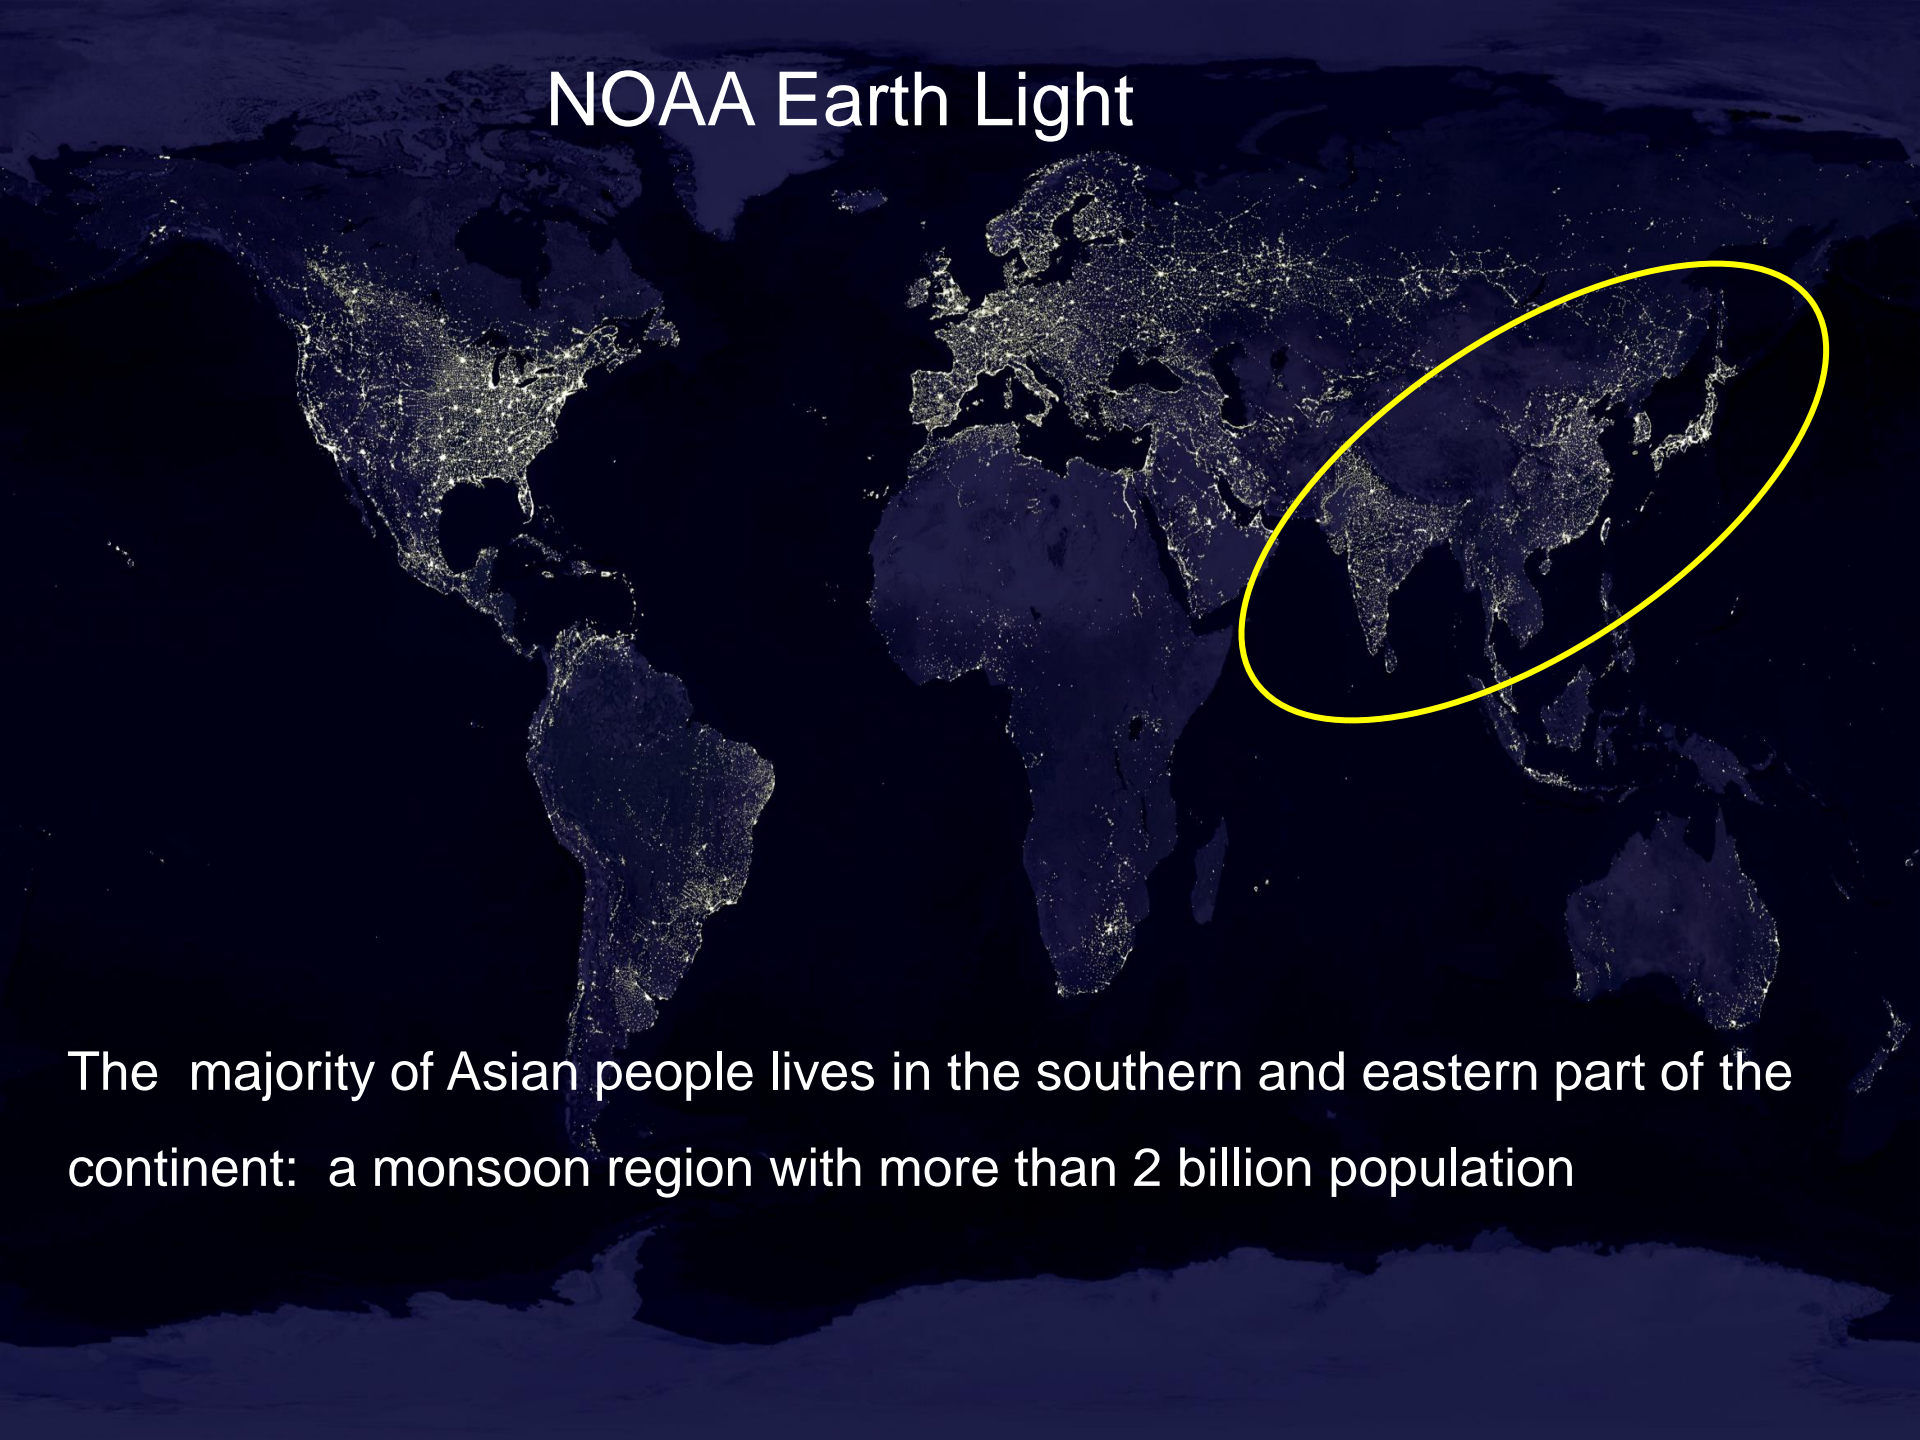 NOAA Earth Light
The  majority of Asian people lives in the southern and eastern part of the
continent:  a monsoon region with more than 2 billion population